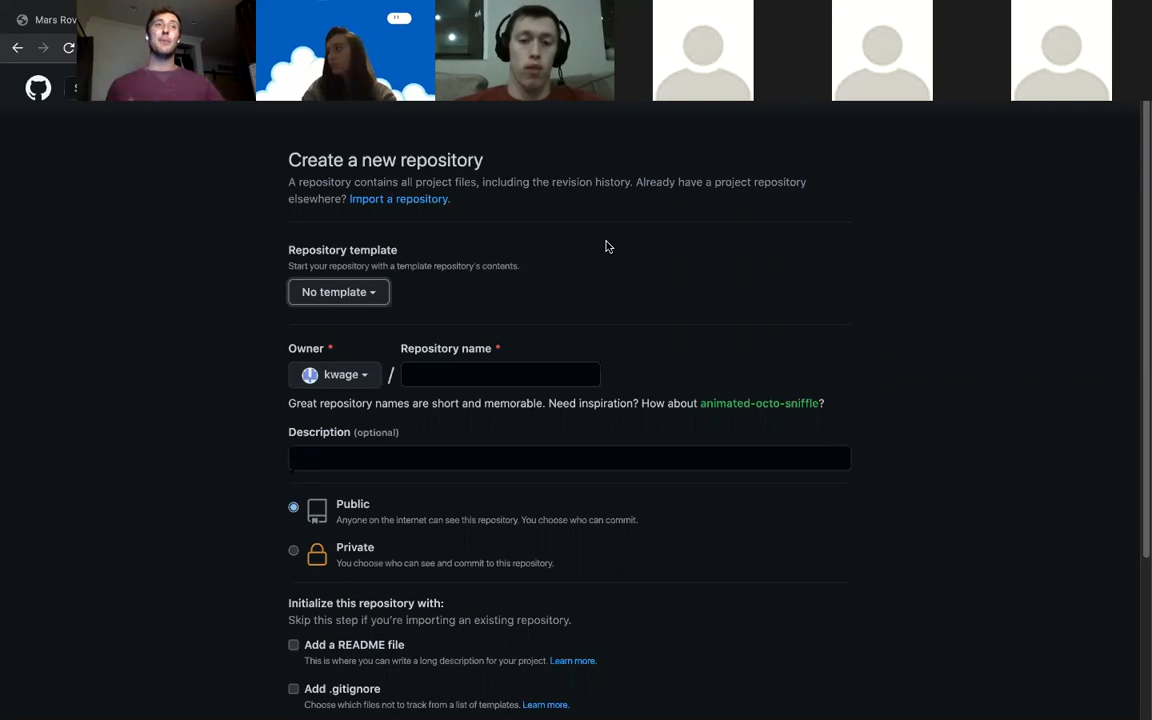 Mars Rov
Create a new repository
A repository contains all project files, including the revision history. Already have a project repository
elsewhere? Import a repository.
Repository template
Start your repository with a template repository's contents.
No template
Owner * Repository name *
kwage /
Great repository names are short and memorable. Need inspiration? How about animated-octo-sniffle?
Description (optional)
Public
Anyone on the internet can see this repository. You choose who can commit.
Private
You choose who can see and commit to this repository.
Initialize this repository with:
Skip this step if you're importing an existing repository.
Add a README file
This is where you can write a long description for your project. Learn more.
Add .gitignore
Choose which files not to track from a list of templates. Learn more.